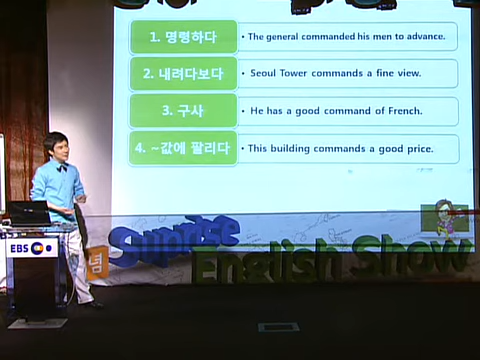 1. 명령하다
• The general commanded his men to advance.
2. 내려다보다
• Seoul Tower commands a fine view.
3. 구사
• He has a good command of French.
4. ~값에 팔리다
• This building commands a good price.
EBS
념
Suprise
English Show